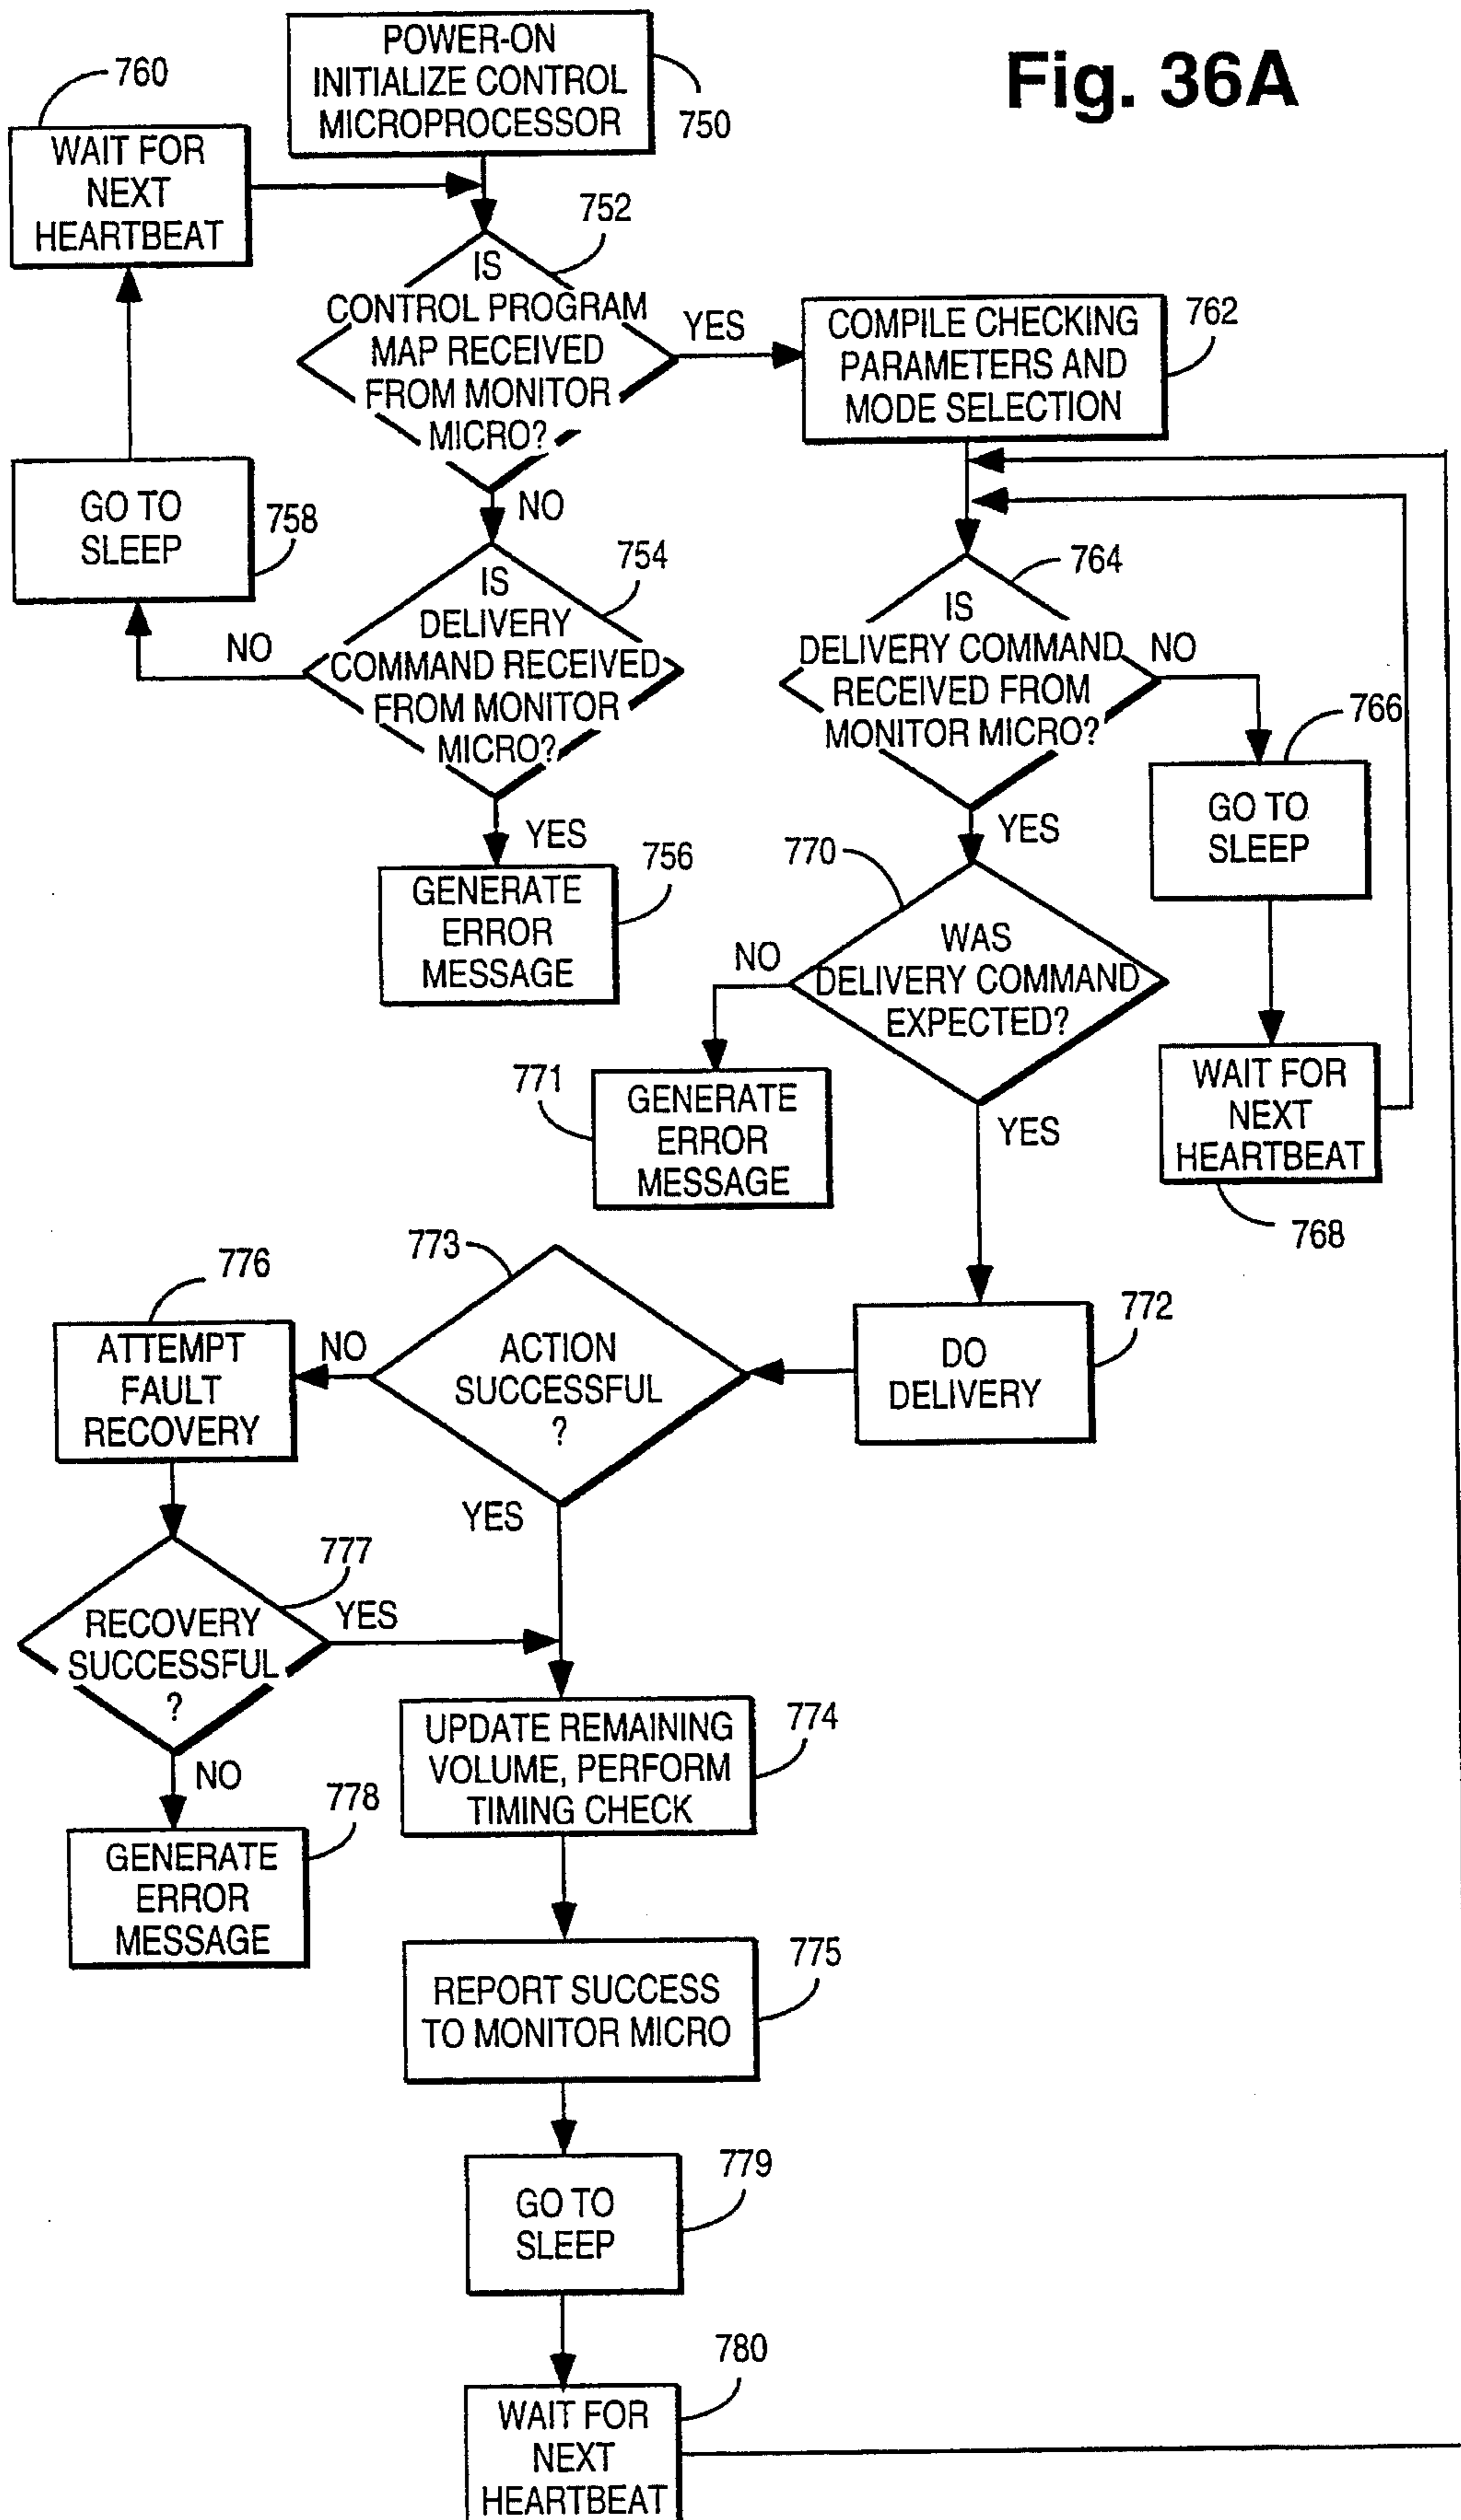 Fig. 36A
POWER-ON
INITIALIZE CONTROL
MICROPROCESSOR
750
760
WAIT FOR
NEXT
HEARTBEAT
752
IS
CONTROL PROGRAM
MAP RECEIVED
FROM MONITOR
MICRO?
YES
NO
COMPILE CHECKING
PARAMETERS AND
MODE SELECTION
762
GO TO
SLEEP
758
NO
754
IS
DELIVERY
COMMAND RECEIVED
FROM MONITOR
MICRO?
YES
GENERATE
ERROR
MESSAGE
756
764
IS
DELIVERY COMMAND
RECEIVED FROM
MONITOR MICRO?
NO
YES
766
GO TO
SLEEP
WAIT FOR
NEXT
HEARTBEAT
768
770
WAS
DELIVERY COMMAND
EXPECTED?
NO
YES
771
GENERATE
ERROR
MESSAGE
772
DO
DELIVERY
773
ACTION
SUCCESSFUL
?
NO
YES
776
ATTEMPT
FAULT
RECOVERY
777
RECOVERY
SUCCESSFUL
?
YES
NO
778
GENERATE
ERROR
MESSAGE
774
UPDATE REMAINING
VOLUME, PERFORM
TIMING CHECK
775
REPORT SUCCESS
TO MONITOR MICRO
779
GO TO
SLEEP
780
WAIT FOR
NEXT
HEARTBEAT